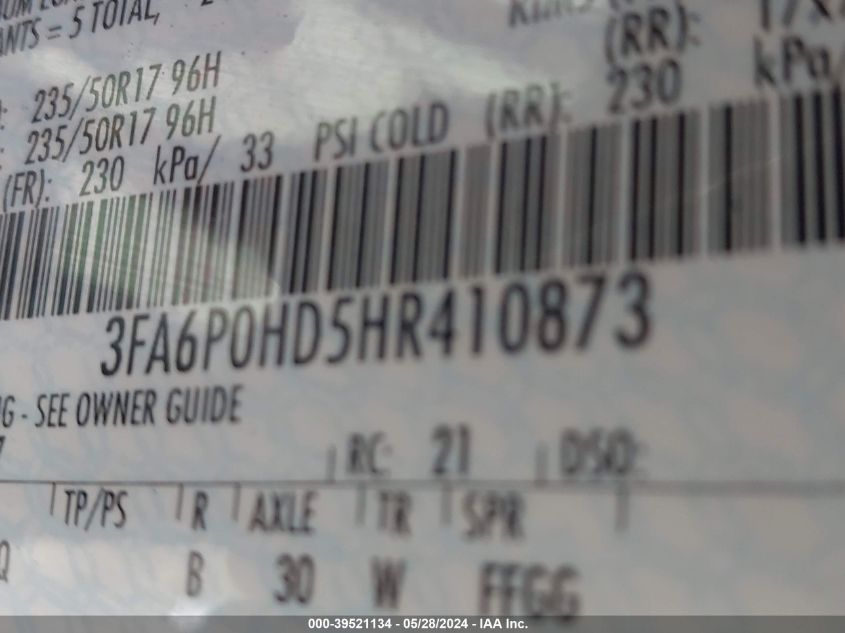 ANTS = 5 TOTAL,
(RR):
235/50R17 96H
235/50R17 96H
(FR): 230 kPa/ 33 PSI COLD (RR): 230 kPa/
3FA6P0HD5HR410873
- SEE OWNER GUIDE
RC: 21 DSO:
TP/PS R AXLE TR SPR
B 30 W FFGG
000-39521134 - 05/28/2024 - IAA Inc.